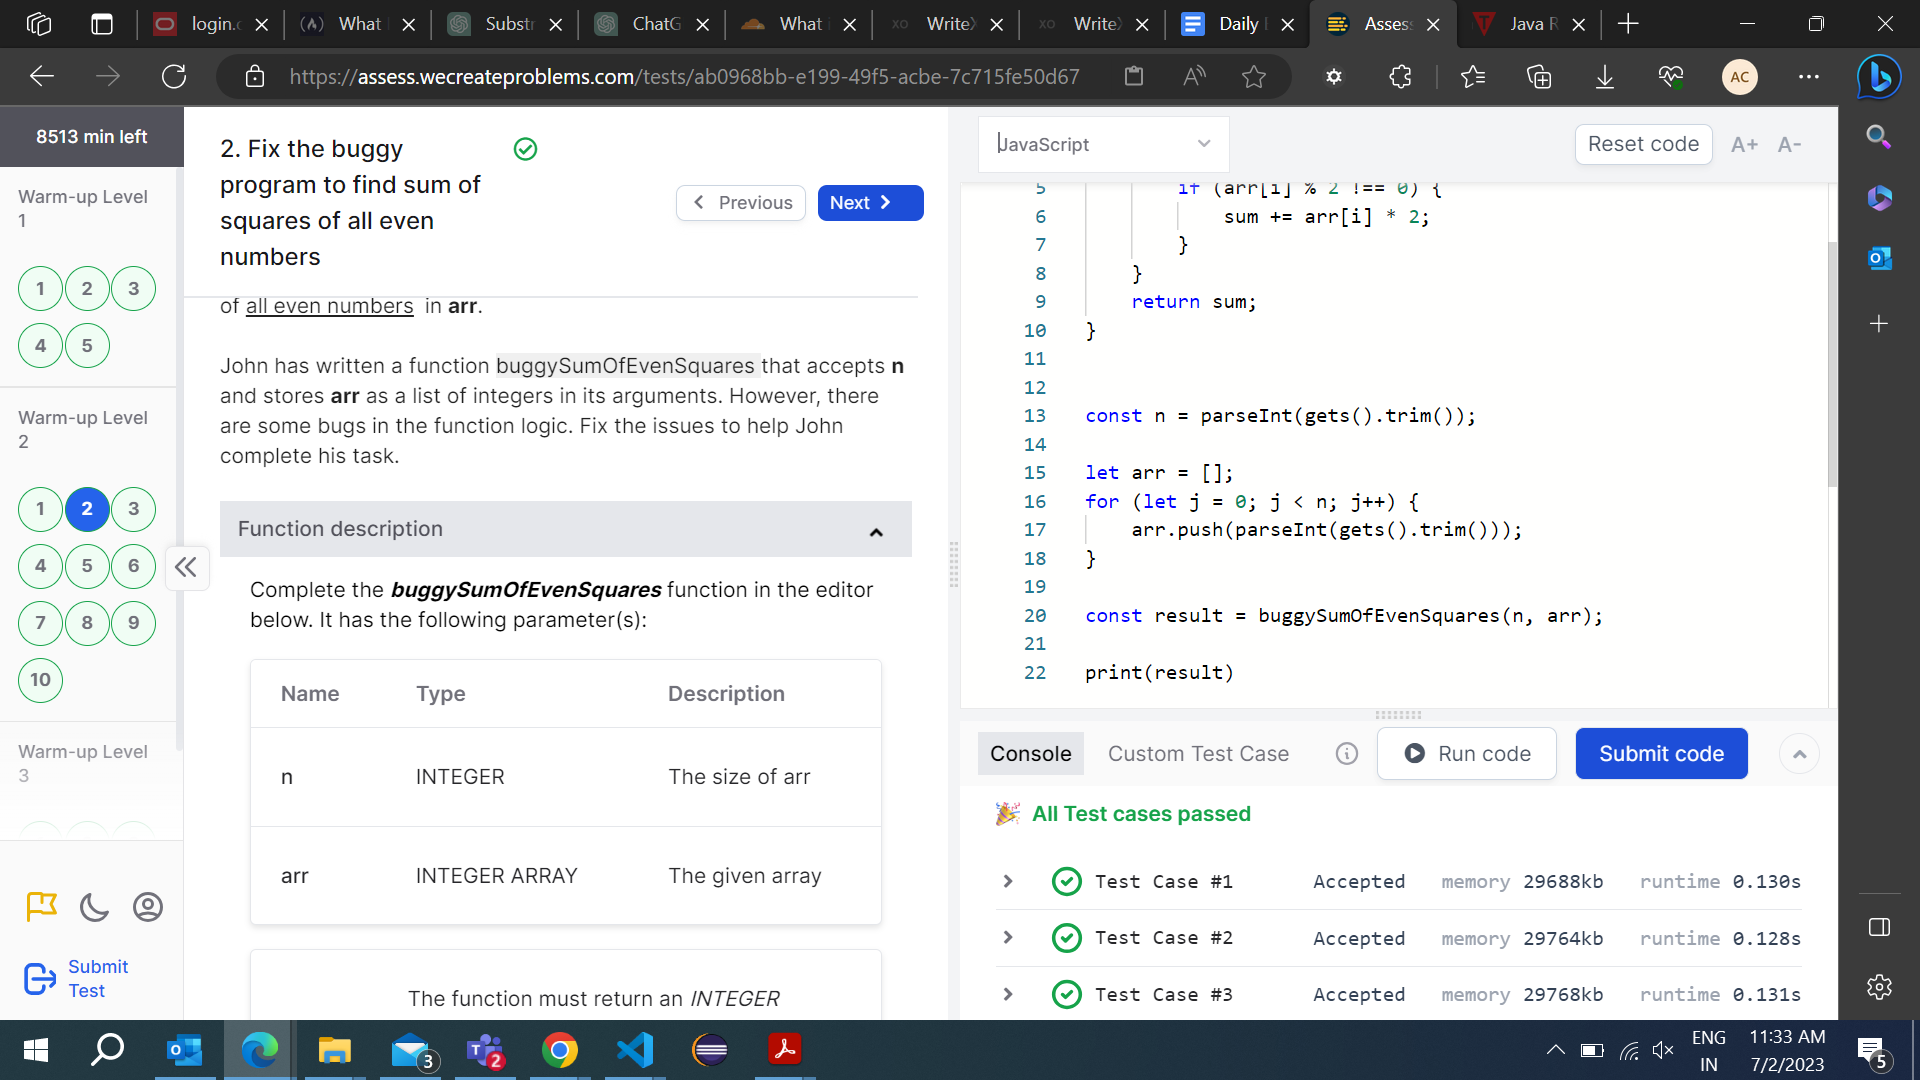 login.c
What
Substr
ChatG
What i
WriteX
WriteX
Daily E
Assess
Java R
https://assess.wecreateproblems.com/tests/ab0968bb-e199-49f5-acbe-7c715fe50d67
AC
8513 min left
Warm-up Level
1
1 2 3
4 5
Warm-up Level
2
1 2 3
4 5 6
7 8 9
10
Warm-up Level
3
Submit
Test
2. Fix the buggy
program to find sum of
squares of all even
numbers
Previous
Next
of all even numbers in arr.
John has written a function buggySumOfEvenSquares that accepts n
and stores arr as a list of integers in its arguments. However, there
are some bugs in the function logic. Fix the issues to help John
complete his task.
Function description
Complete the buggySumOfEvenSquares function in the editor
below. It has the following parameter(s):
Name Type Description
n INTEGER The size of arr
arr INTEGER ARRAY The given array
The function must return an INTEGER
JavaScript
Reset code
A+ A-
5 if (arr[i] % 2 !== 0) {
6 sum += arr[i] * 2;
7 }
8 }
9 return sum;
10 }
11
12
13 const n = parseInt(gets().trim());
14
15 let arr = [];
16 for (let j = 0; j < n; j++) {
17 arr.push(parseInt(gets().trim()));
18 }
19
20 const result = buggySumOfEvenSquares(n, arr);
21
22 print(result)
Console
Custom Test Case
Run code
Submit code
All Test cases passed
Test Case #1 Accepted memory 29688kb runtime 0.130s
Test Case #2 Accepted memory 29764kb runtime 0.128s
Test Case #3 Accepted memory 29768kb runtime 0.131s
3
2
ENG
IN
11:33 AM
7/2/2023
5